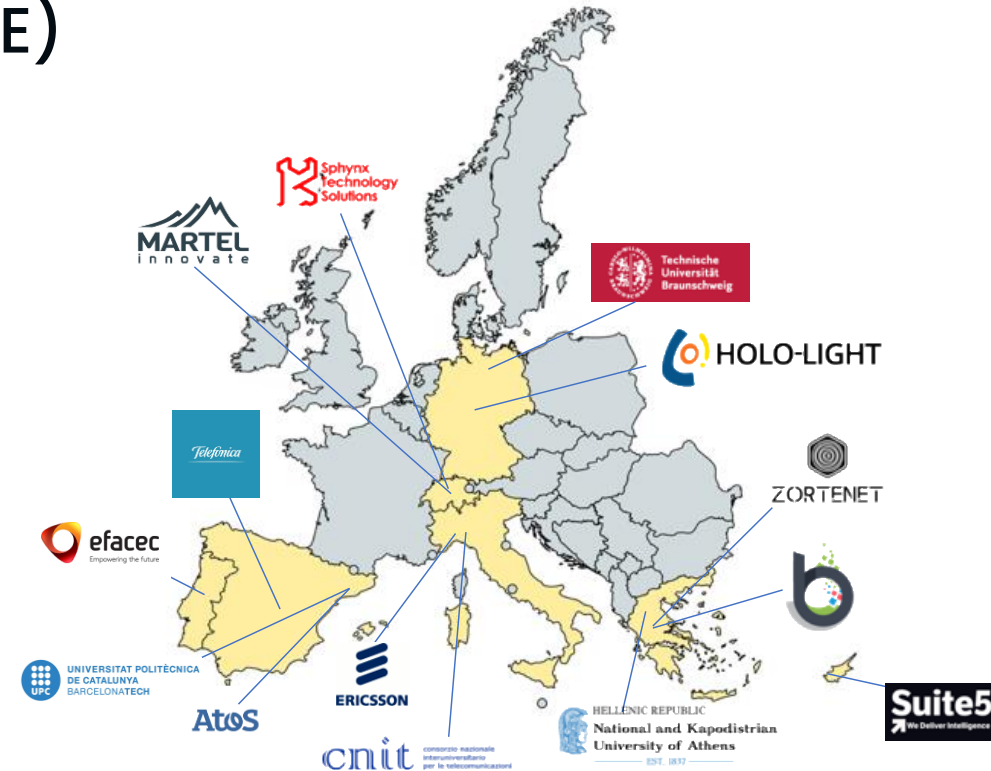 E)
Sphynx
Technology
Solutions
MARTEL
innovate
Technische
Universität
Braunschweig
HOLO-LIGHT
Telefónica
ZORTENET
efacec
Empowering the future
b
UPC
UNIVERSITAT POLITÈCNICA
DE CATALUNYA
BARCELONATECH
Atos
ERICSSON
cnit
consorzio nazionale
interuniversitario
per le telecomunicazioni
HELLENIC REPUBLIC
National and Kapodistrian
University of Athens
EST. 1837
Suite5
We Deliver Intelligence